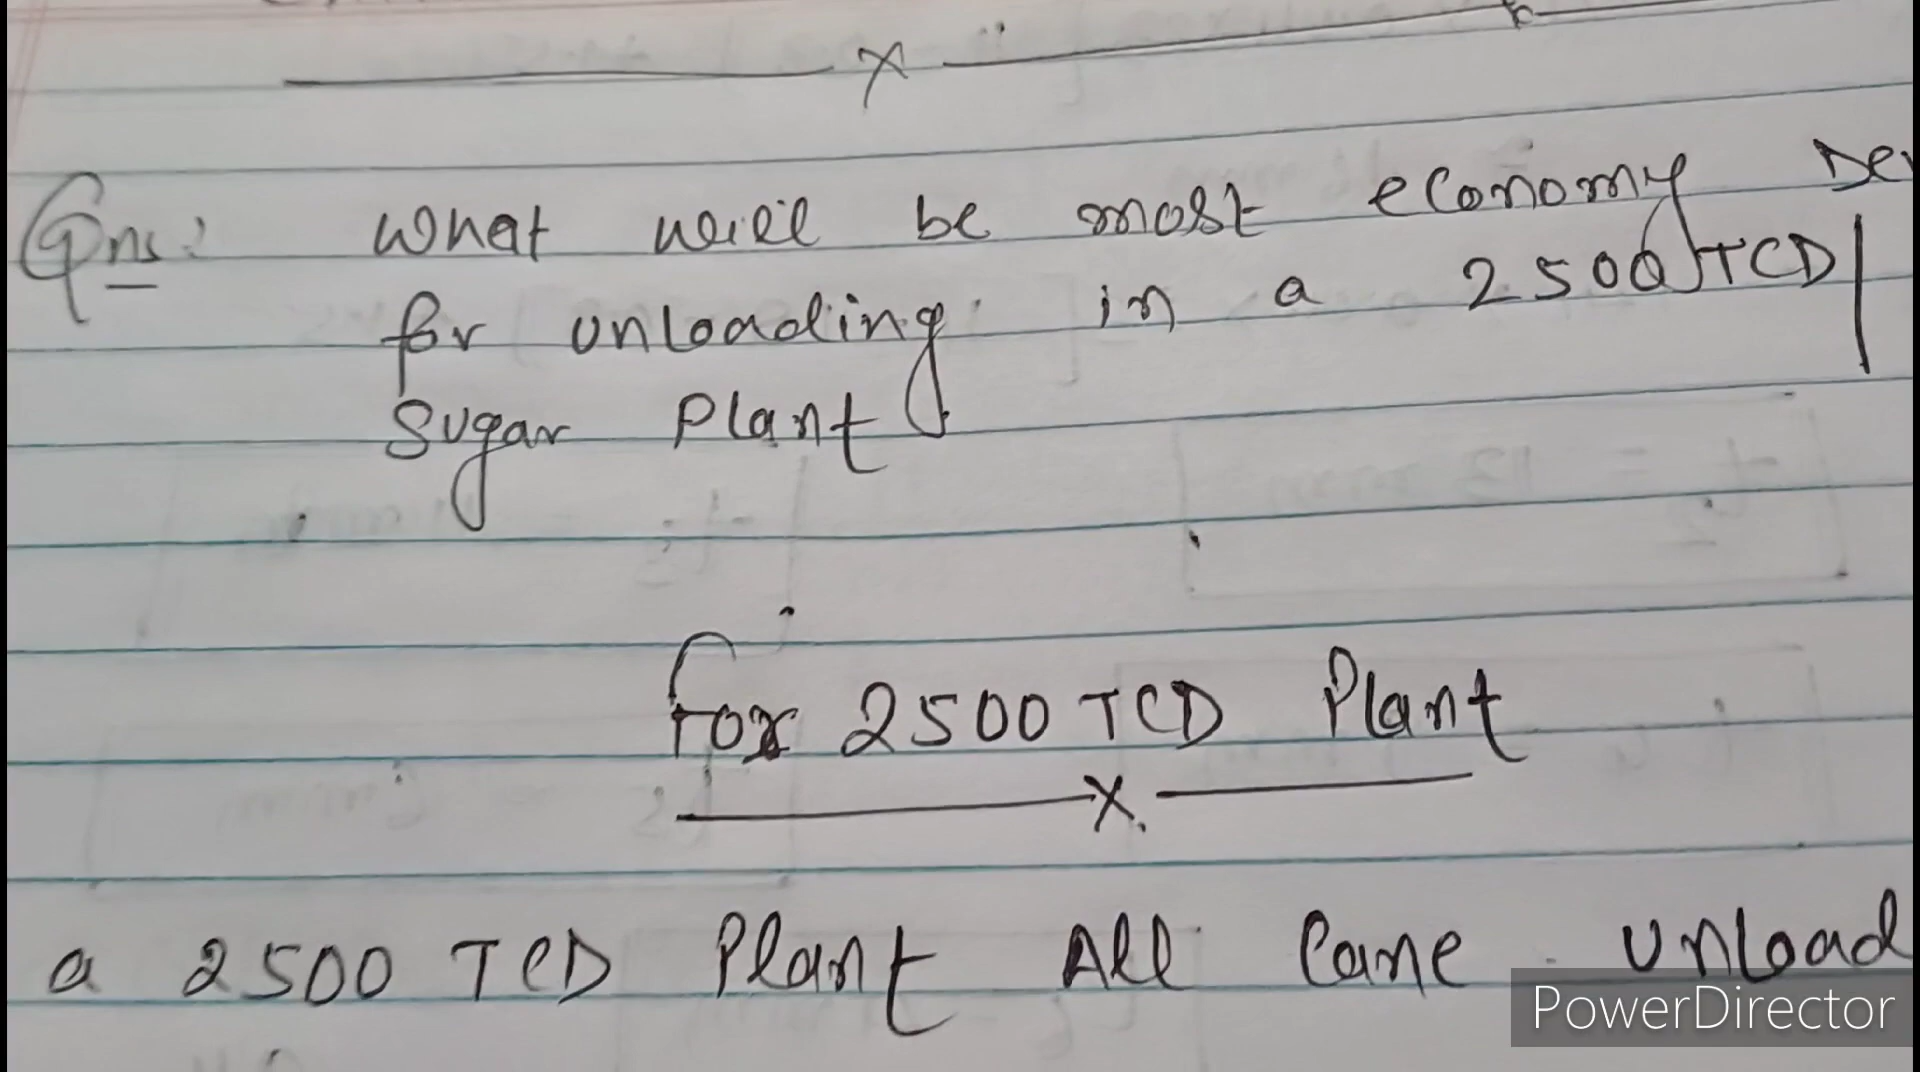 Qns:  What will be most economy
for unloading in a 2500 TCD
Sugar Plant
For 2500 TCD Plant
a 2500 TCD Plant All Cane unload
PowerDirector